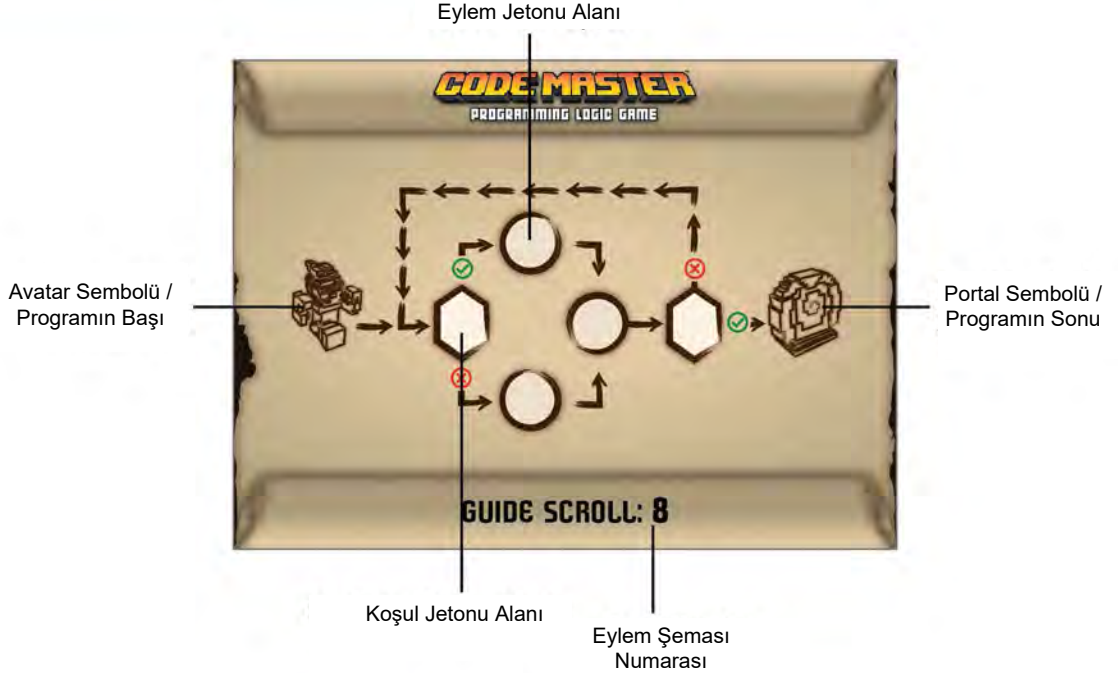 Eylem Jetonu Alanı
CODE MASTER
PROGRAMMING LOGIC GAME
Avatar Sembolü /
Programın Başı
Portal Sembolü /
Programın Sonu
GUIDE SCROLL: 8
Koşul Jetonu Alanı
Eylem Şeması
Numarası